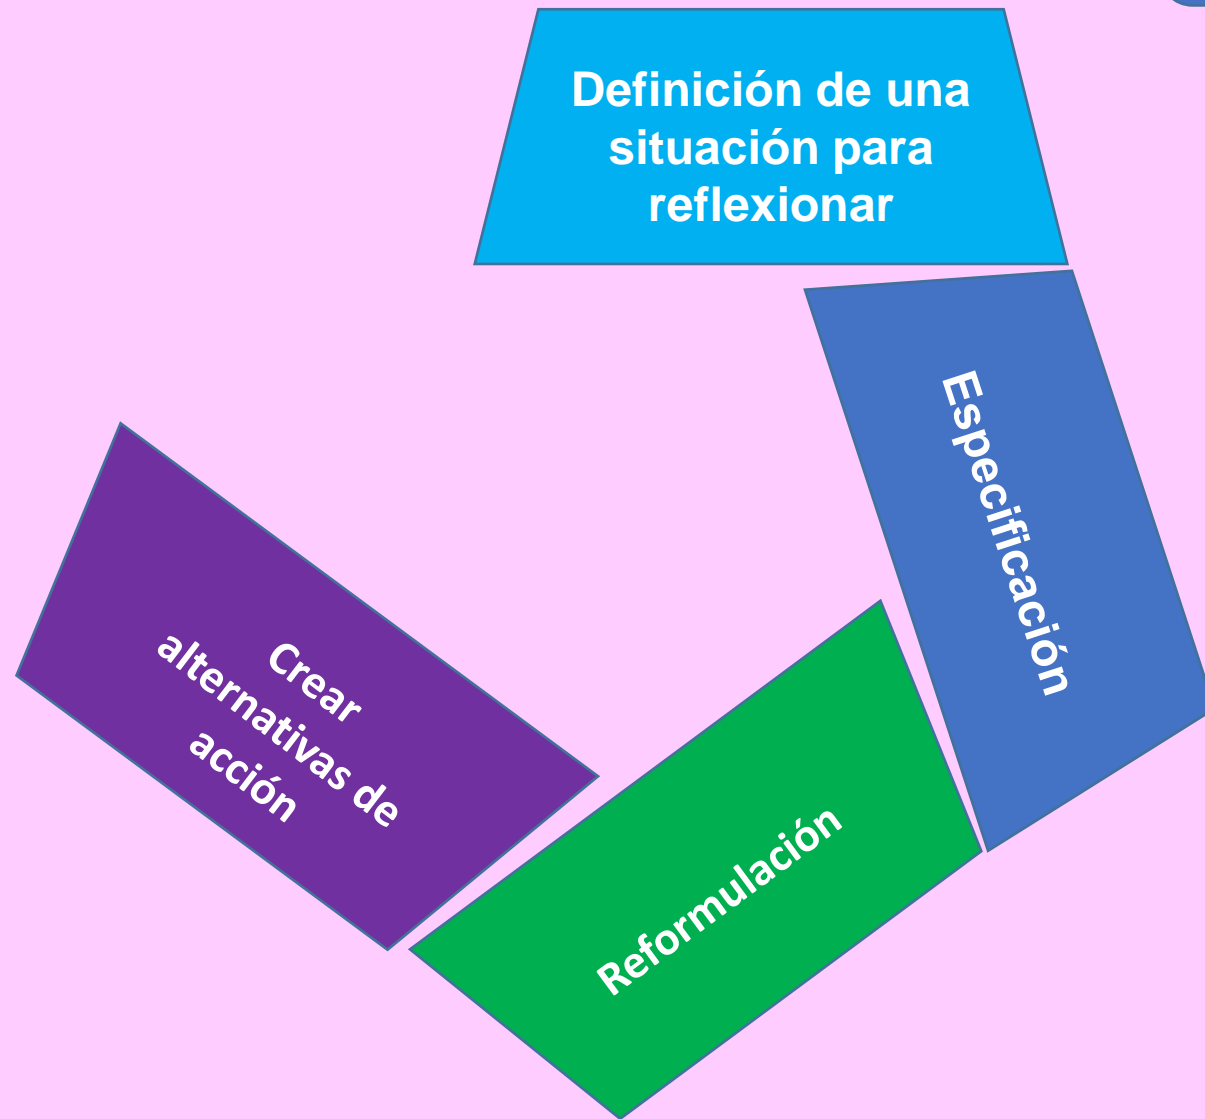 Definición de una
situación para
reflexionar
Especificación
Reformulación
Crear
alternativas de
acción